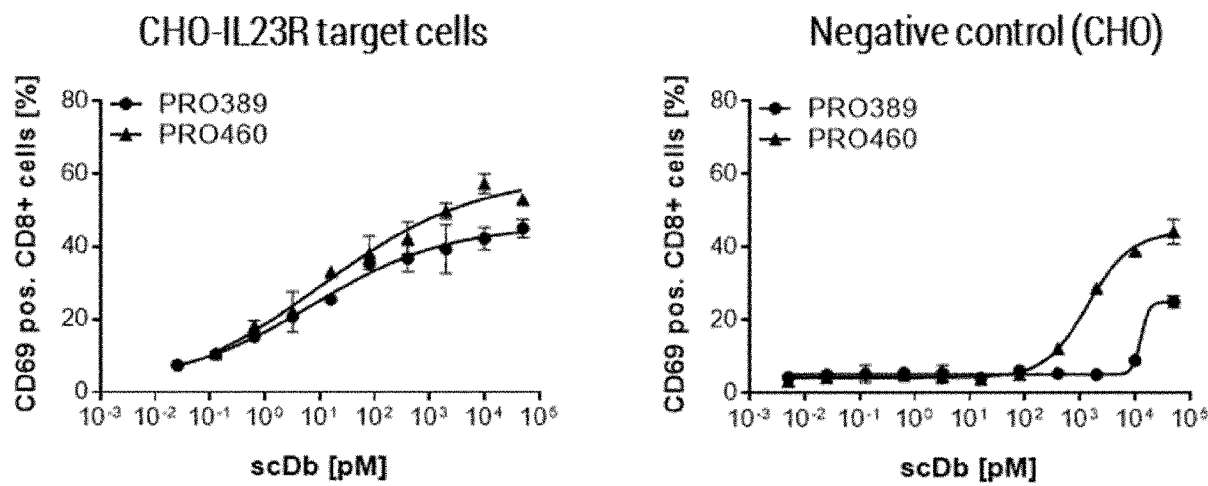 CHO-IL23R target cells
CD69 pos. CD8+ cells [%]
80
60
40
20
0
PRO389
PRO460
10⁻³ 10⁻² 10⁻¹ 10⁰ 10¹ 10² 10³ 10⁴ 10⁵
scDb [pM]
Negative control (CHO)
CD69 pos. CD8+ cells [%]
80
60
40
20
0
PRO389
PRO460
10⁻³ 10⁻² 10⁻¹ 10⁰ 10¹ 10² 10³ 10⁴ 10⁵
scDb [pM]